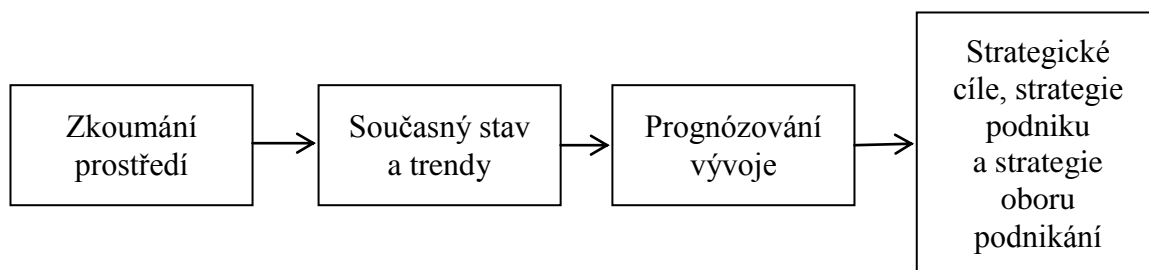 Zkoumání
prostředí
Současný stav
a trendy
Prognózování
vývoje
Strategické
cíle, strategie
podniku
a strategie
oboru
podnikání